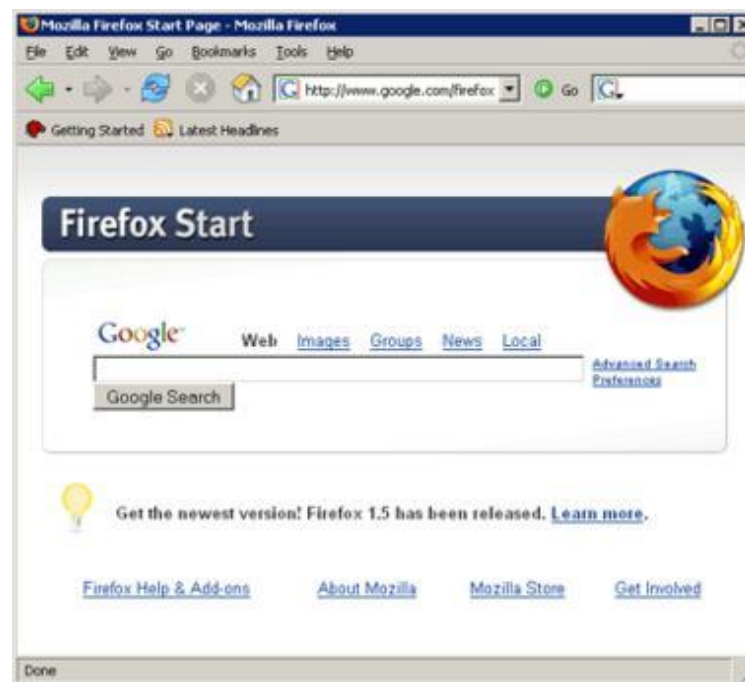 Mozilla Firefox Start Page - Mozilla Firefox
File Edit View Go Bookmarks Tools Help
http://www.google.com/firefox Go
Getting Started Latest Headlines
Firefox Start
Google™
Web Images Groups News Local
Advanced Search
Preferences
Google Search
Get the newest version! Firefox 1.5 has been released. Learn more.
Firefox Help & Add-ons About Mozilla Mozilla Store Get Involved
Done